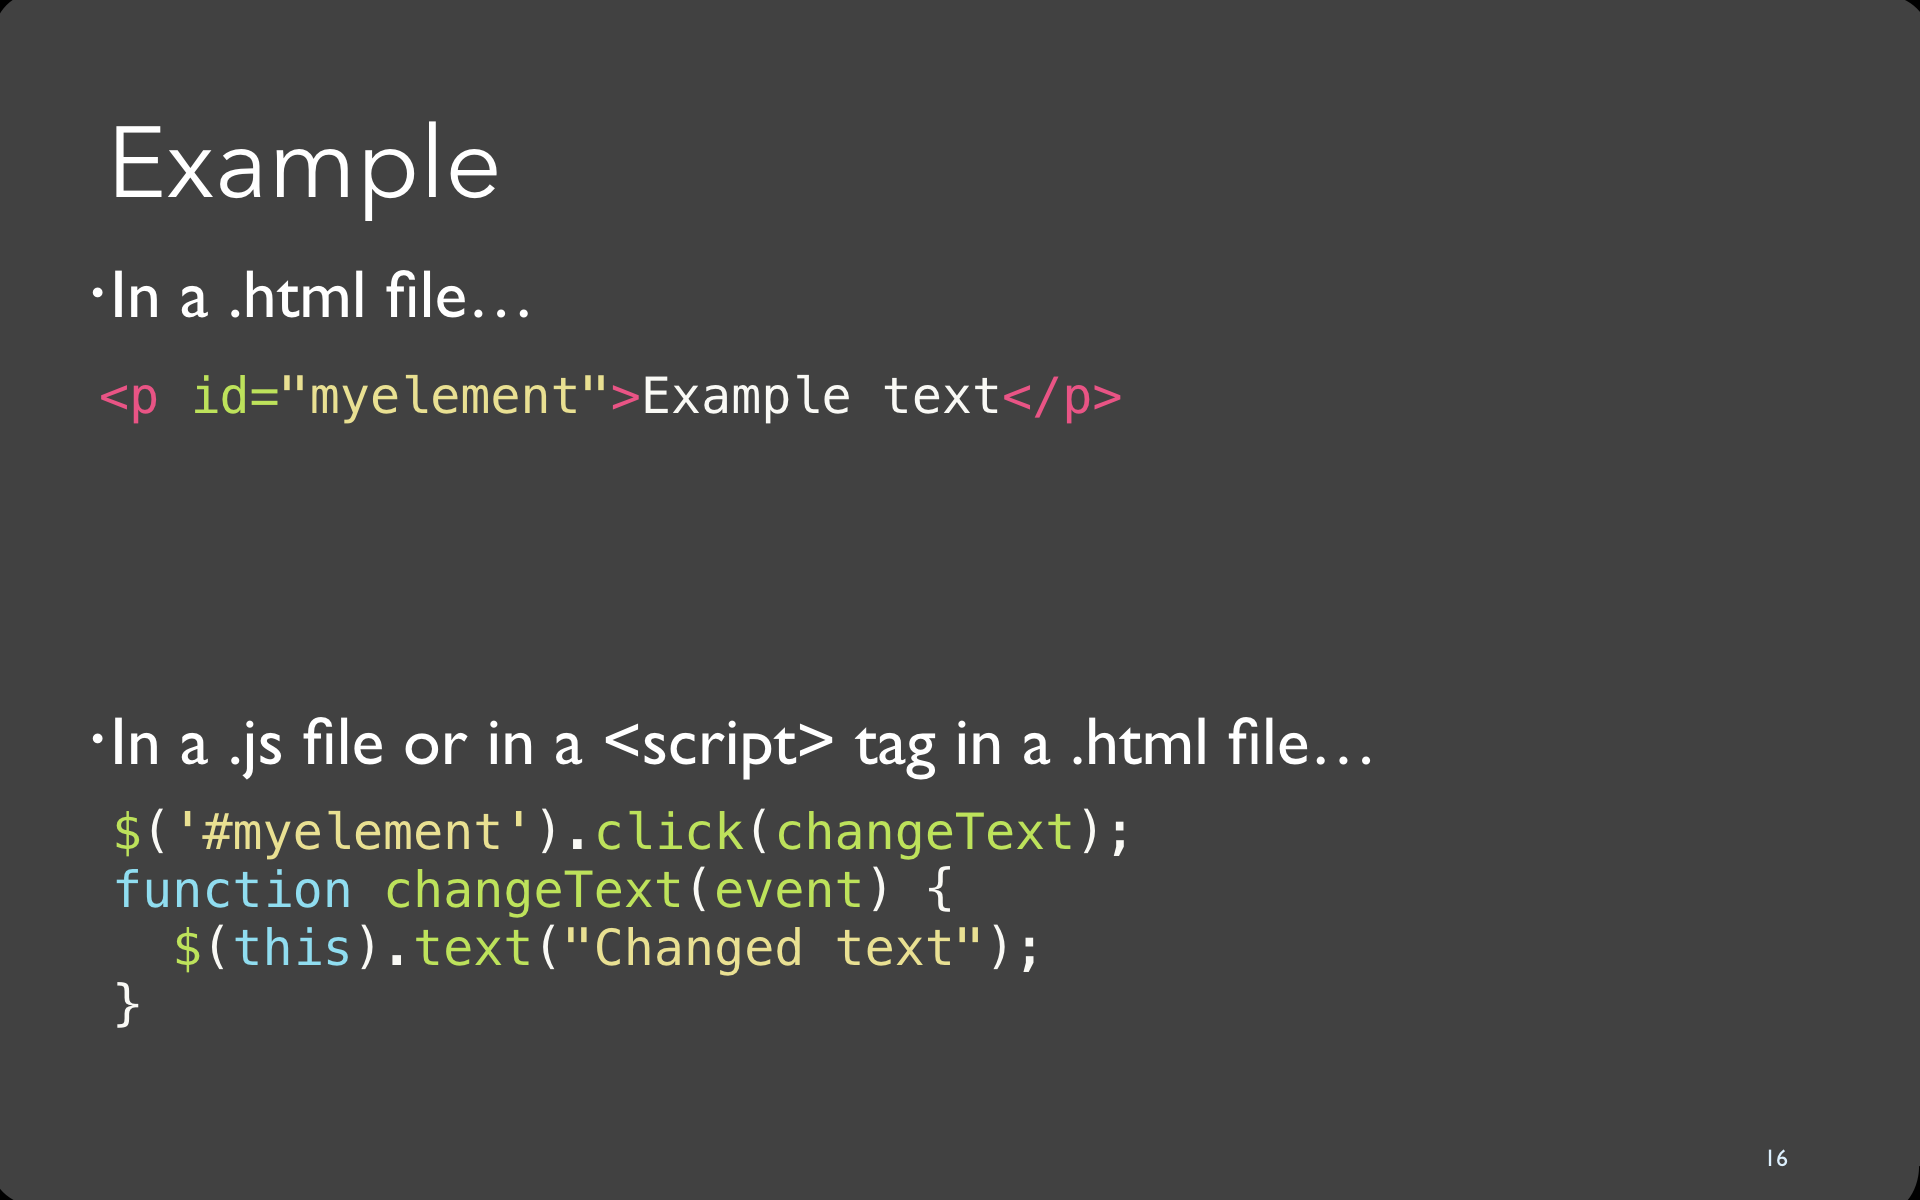 Example
•In a .html file…
<p id="myelement">Example text</p>
•In a .js file or in a <script> tag in a .html file…
$('#myelement').click(changeText);
function changeText(event) {
  $(this).text("Changed text");
}
16